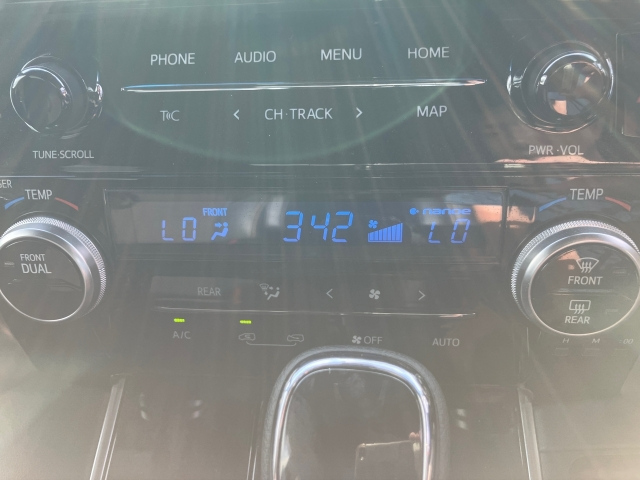 PHONE AUDIO MENU HOME
T C < CH·TRACK > MAP
TUNE·SCROLL PWR·VOL
TEMP TEMP
FRONT
LO 342 LO
nanoe
FRONT DUAL
REAR < >
FRONT
REAR
A/C OFF AUTO
H M :00